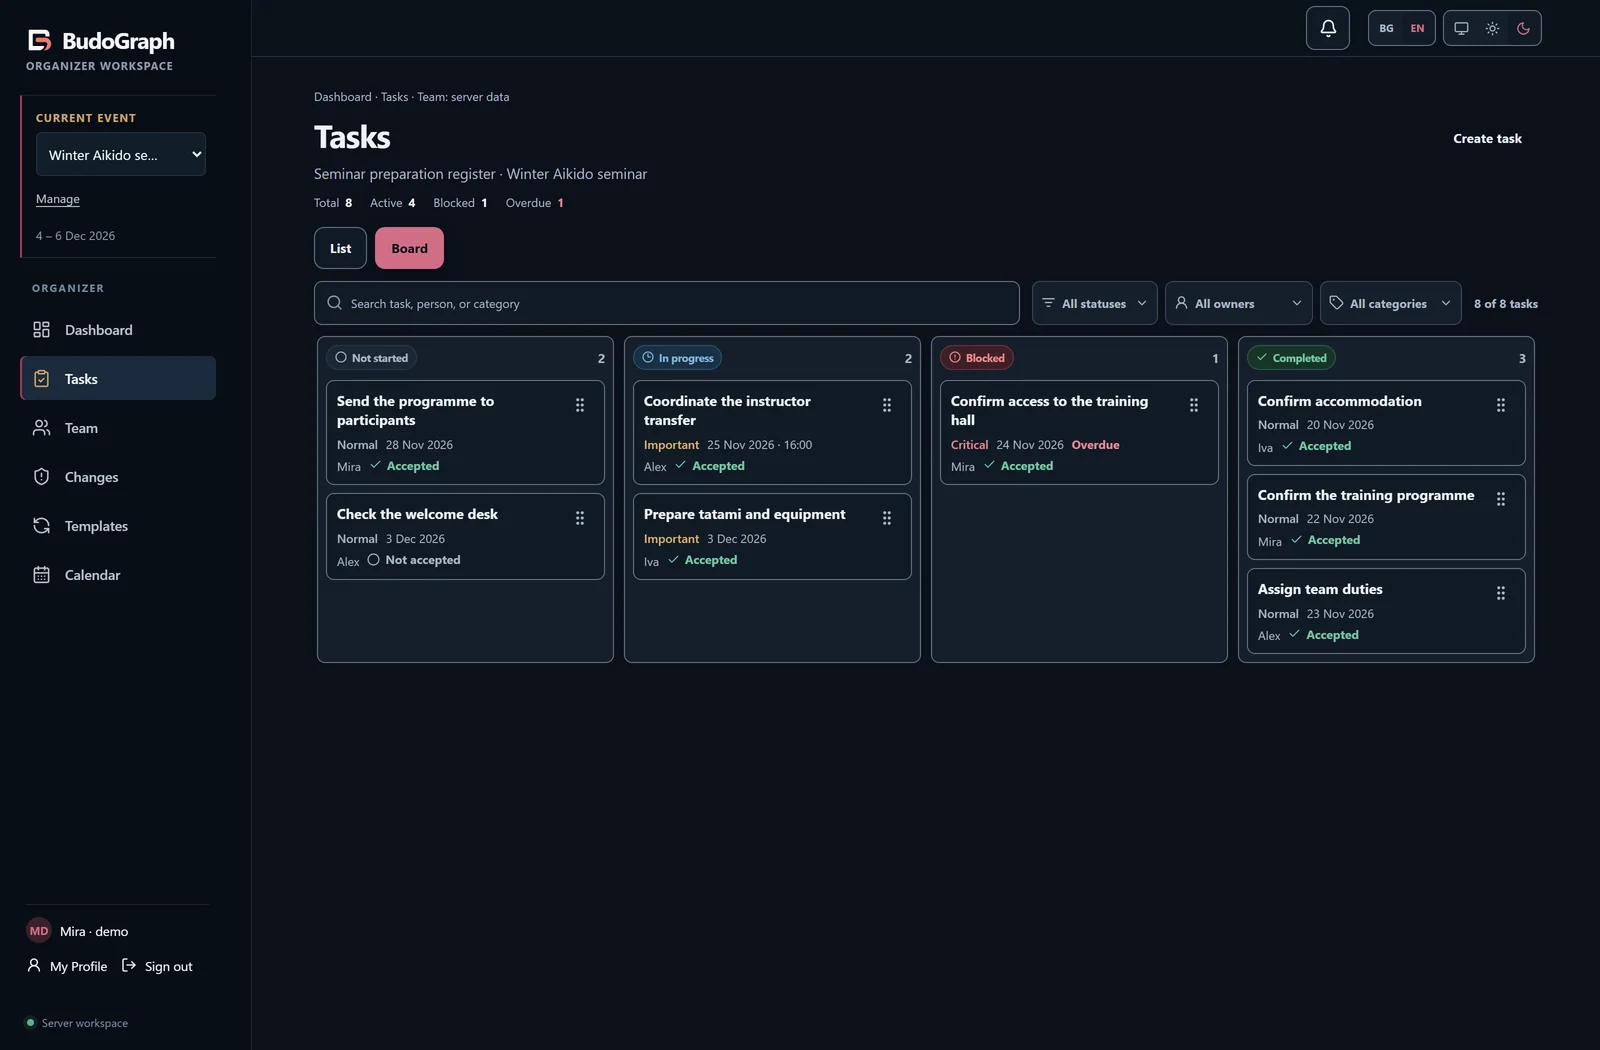 BudoGraph
ORGANIZER WORKSPACE
CURRENT EVENT
Winter Aikido se...
Manage
4 – 6 Dec 2026
ORGANIZER
Dashboard
Tasks
Team
Changes
Templates
Calendar
MD Mira · demo
My Profile Sign out
Server workspace
BG EN
Dashboard · Tasks · Team: server data
Tasks
Create task
Seminar preparation register · Winter Aikido seminar
Total 8 Active 4 Blocked 1 Overdue 1
List Board
Search task, person, or category All statuses All owners All categories 8 of 8 tasks
Not started 2
Send the programme to
participants
Normal 28 Nov 2026
Mira Accepted
Check the welcome desk
Normal 3 Dec 2026
Alex Not accepted
In progress 2
Coordinate the instructor
transfer
Important 25 Nov 2026 · 16:00
Alex Accepted
Prepare tatami and equipment
Important 3 Dec 2026
Iva Accepted
Blocked 1
Confirm access to the training
hall
Critical 24 Nov 2026 Overdue
Mira Accepted
Completed 3
Confirm accommodation
Normal 20 Nov 2026
Iva Accepted
Confirm the training programme
Normal 22 Nov 2026
Mira Accepted
Assign team duties
Normal 23 Nov 2026
Alex Accepted